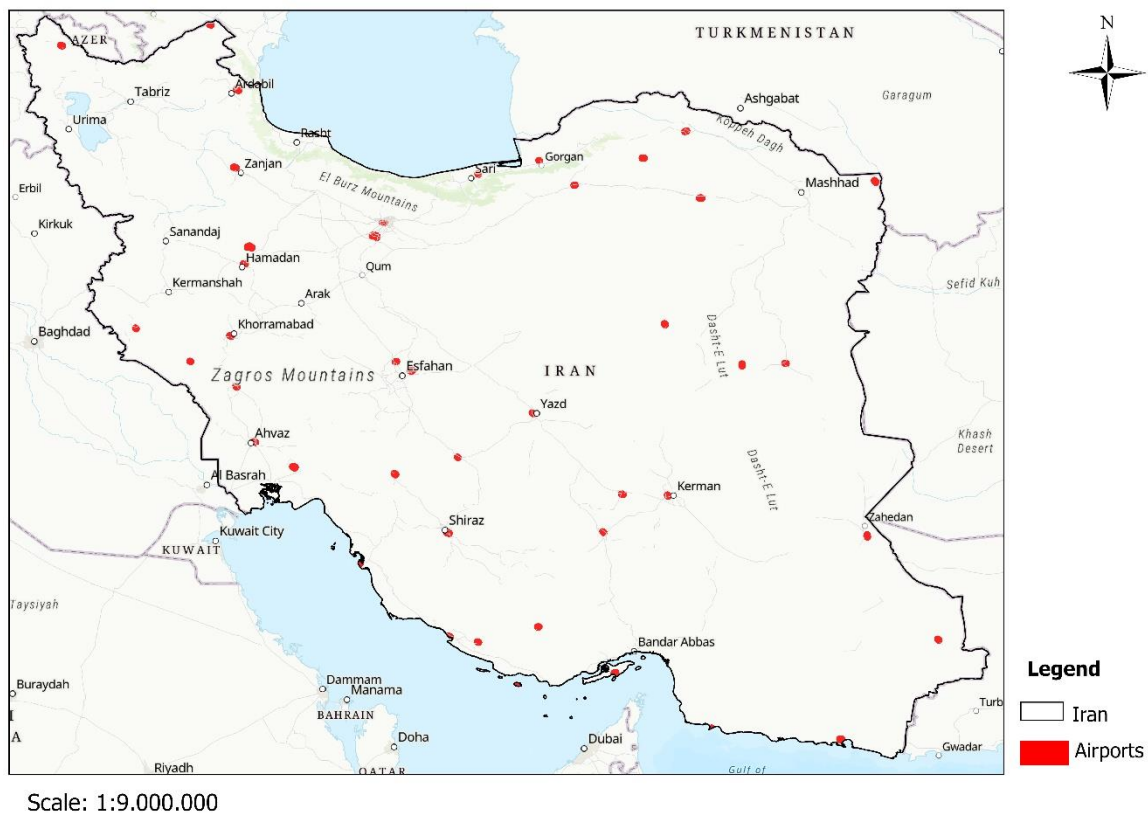 N
AZER
TURKMENISTAN
Ardabil
Tabriz
Ashgabat
Garagum
Urima
Rasht
Koppeh Dagh
Zanjan
Gorgan
Sari
Mashhad
Erbil
El Burz Mountains
Kirkuk
Sanandaj
Hamadan
Qum
Kermanshah
Sefid Kuh
Arak
Khorramabad
Baghdad
Dasht-E Lut
Esfahan
IRAN
Zagros Mountains
Yazd
Ahvaz
Khash
Desert
Al Basrah
Dasht-E Lut
Kerman
Shiraz
Zahedan
Kuwait City
KUWAIT
Taysiyah
Bandar Abbas
Legend
Dammam
Buraydah
Manama
Turb
Iran
I
BAHRAIN
A
Doha
Dubai
Airports
Gwadar
Riyadh
QATAR
Gulf of
Scale: 1:9.000.000